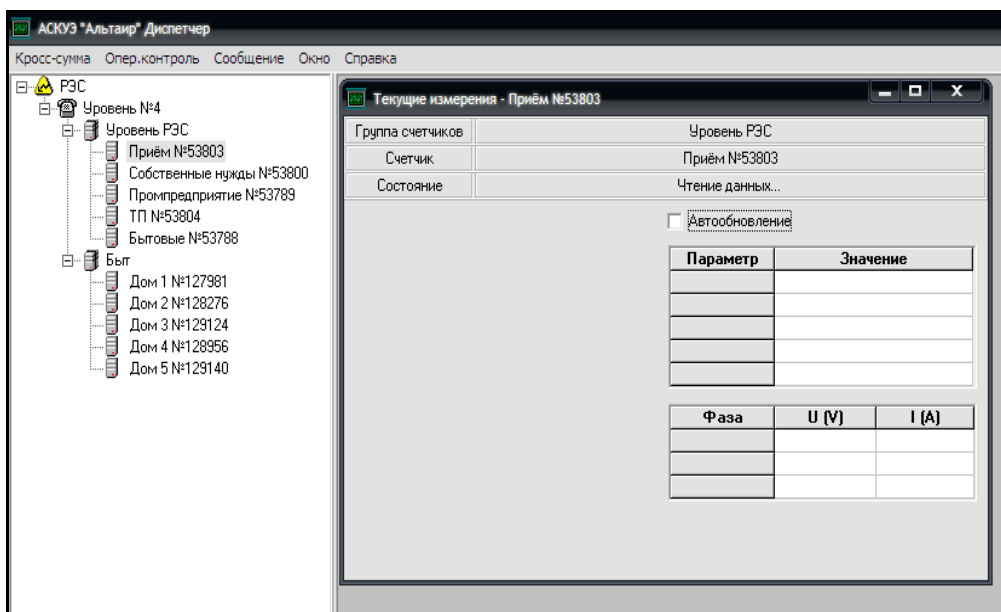 АСКУЭ "Альтаир" Диспетчер
Кросс-сумма Опер.контроль Сообщение Окно Справка
РЭС
Уровень №4
Уровень РЭС
Приём №53803
Собственные нужды №53800
Промпредприятие №53789
ТП №53804
Бытовые №53788
Быт
Дом 1 №127981
Дом 2 №128276
Дом 3 №129124
Дом 4 №128956
Дом 5 №129140
Текущие измерения - Приём №53803
Группа счетчиков Уровень РЭС
Счетчик Приём №53803
Состояние Чтение данных...
Автообновление
Параметр Значение
Фаза U (V) I (A)